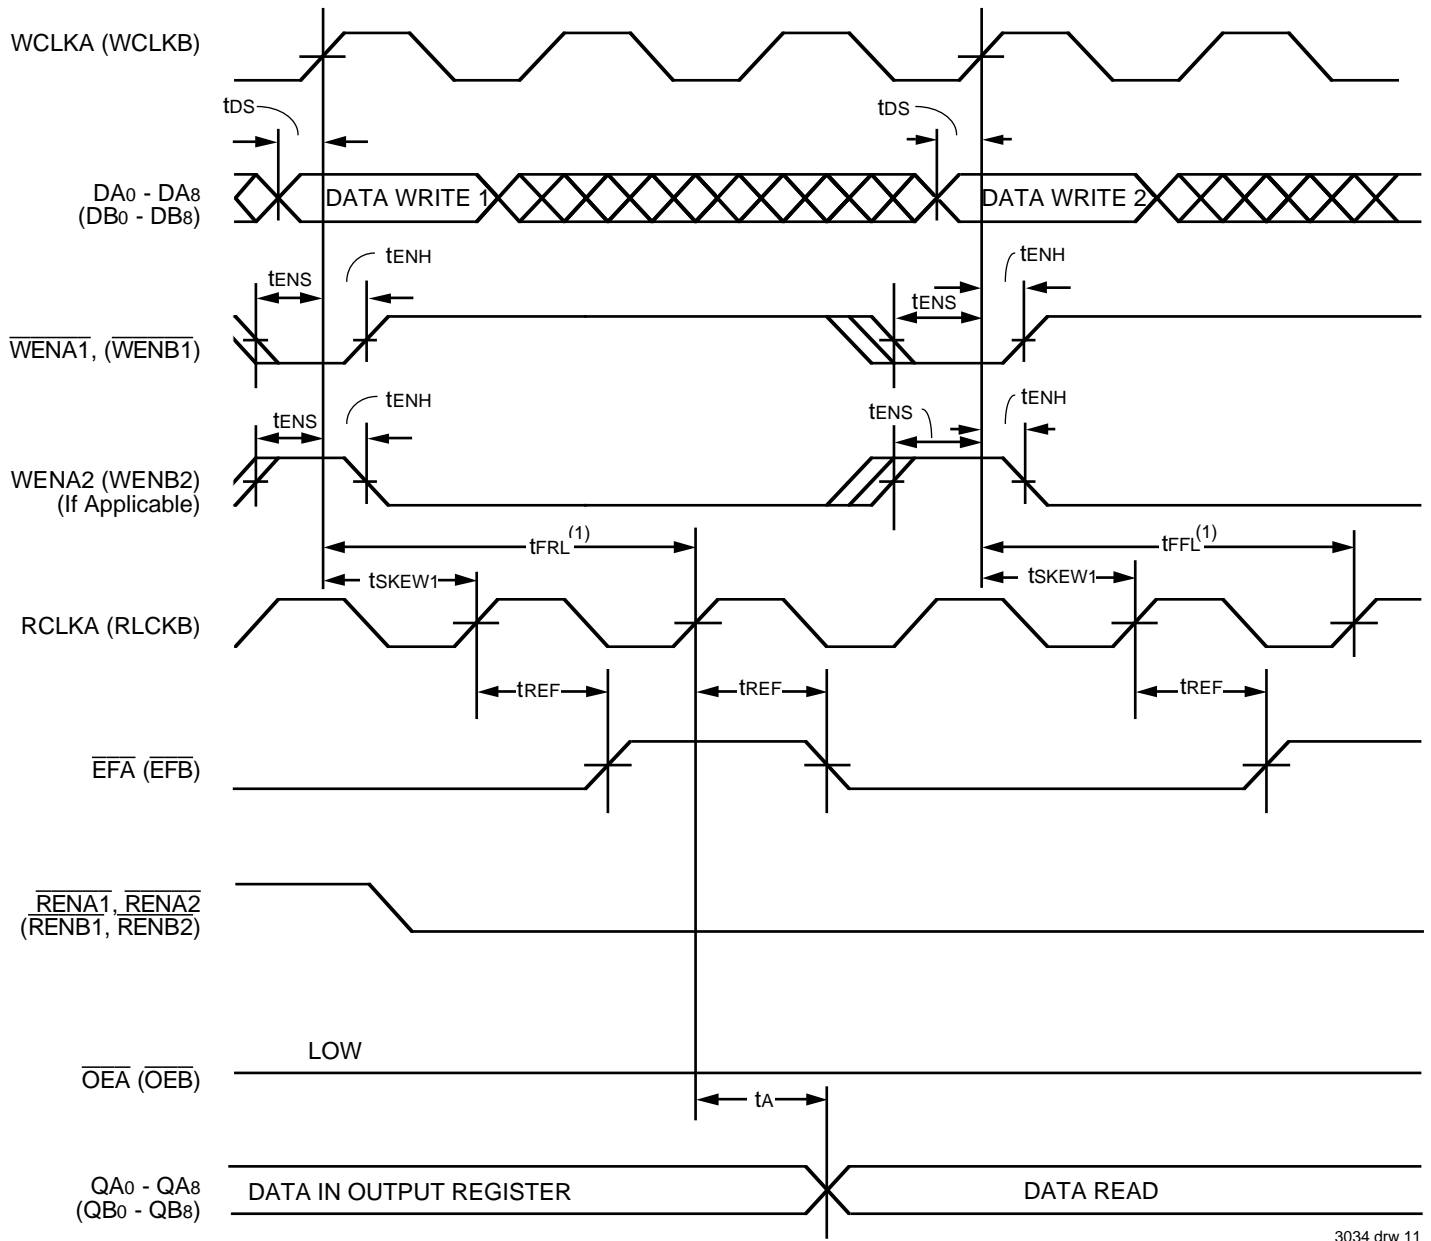 WCLKA (WCLKB)
tDS
tDS
DA0 - DA8
(DB0 - DB8)
DATA WRITE 1
DATA WRITE 2
tENH
tENS
tENH
tENS
WENA1, (WENB1)
tENH
tENS
tENH
tENS
WENA2 (WENB2)
(If Applicable)
tFRL(1)
tFFL(1)
tSKEW1
tSKEW1
RCLKA (RLCKB)
tREF
tREF
tREF
EFA (EFB)
RENA1, RENA2
(RENB1, RENB2)
LOW
OEA (OEB)
tA
QA0 - QA8
(QB0 - QB8)
DATA IN OUTPUT REGISTER
DATA READ
3034 drw 11